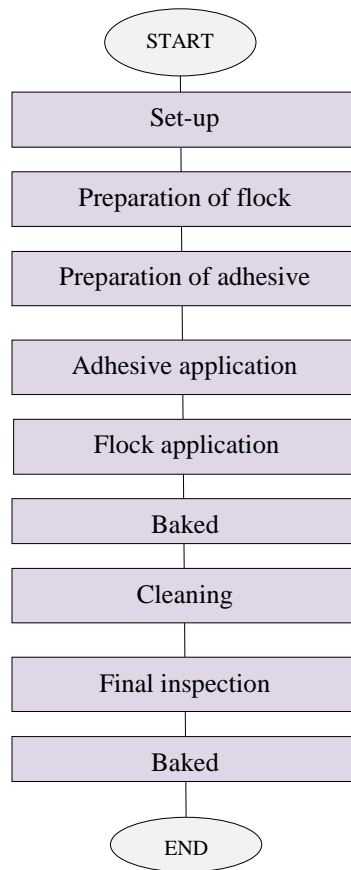 START
Set-up
Preparation of flock
Preparation of adhesive
Adhesive application
Flock application
Baked
Cleaning
Final inspection
Baked
END